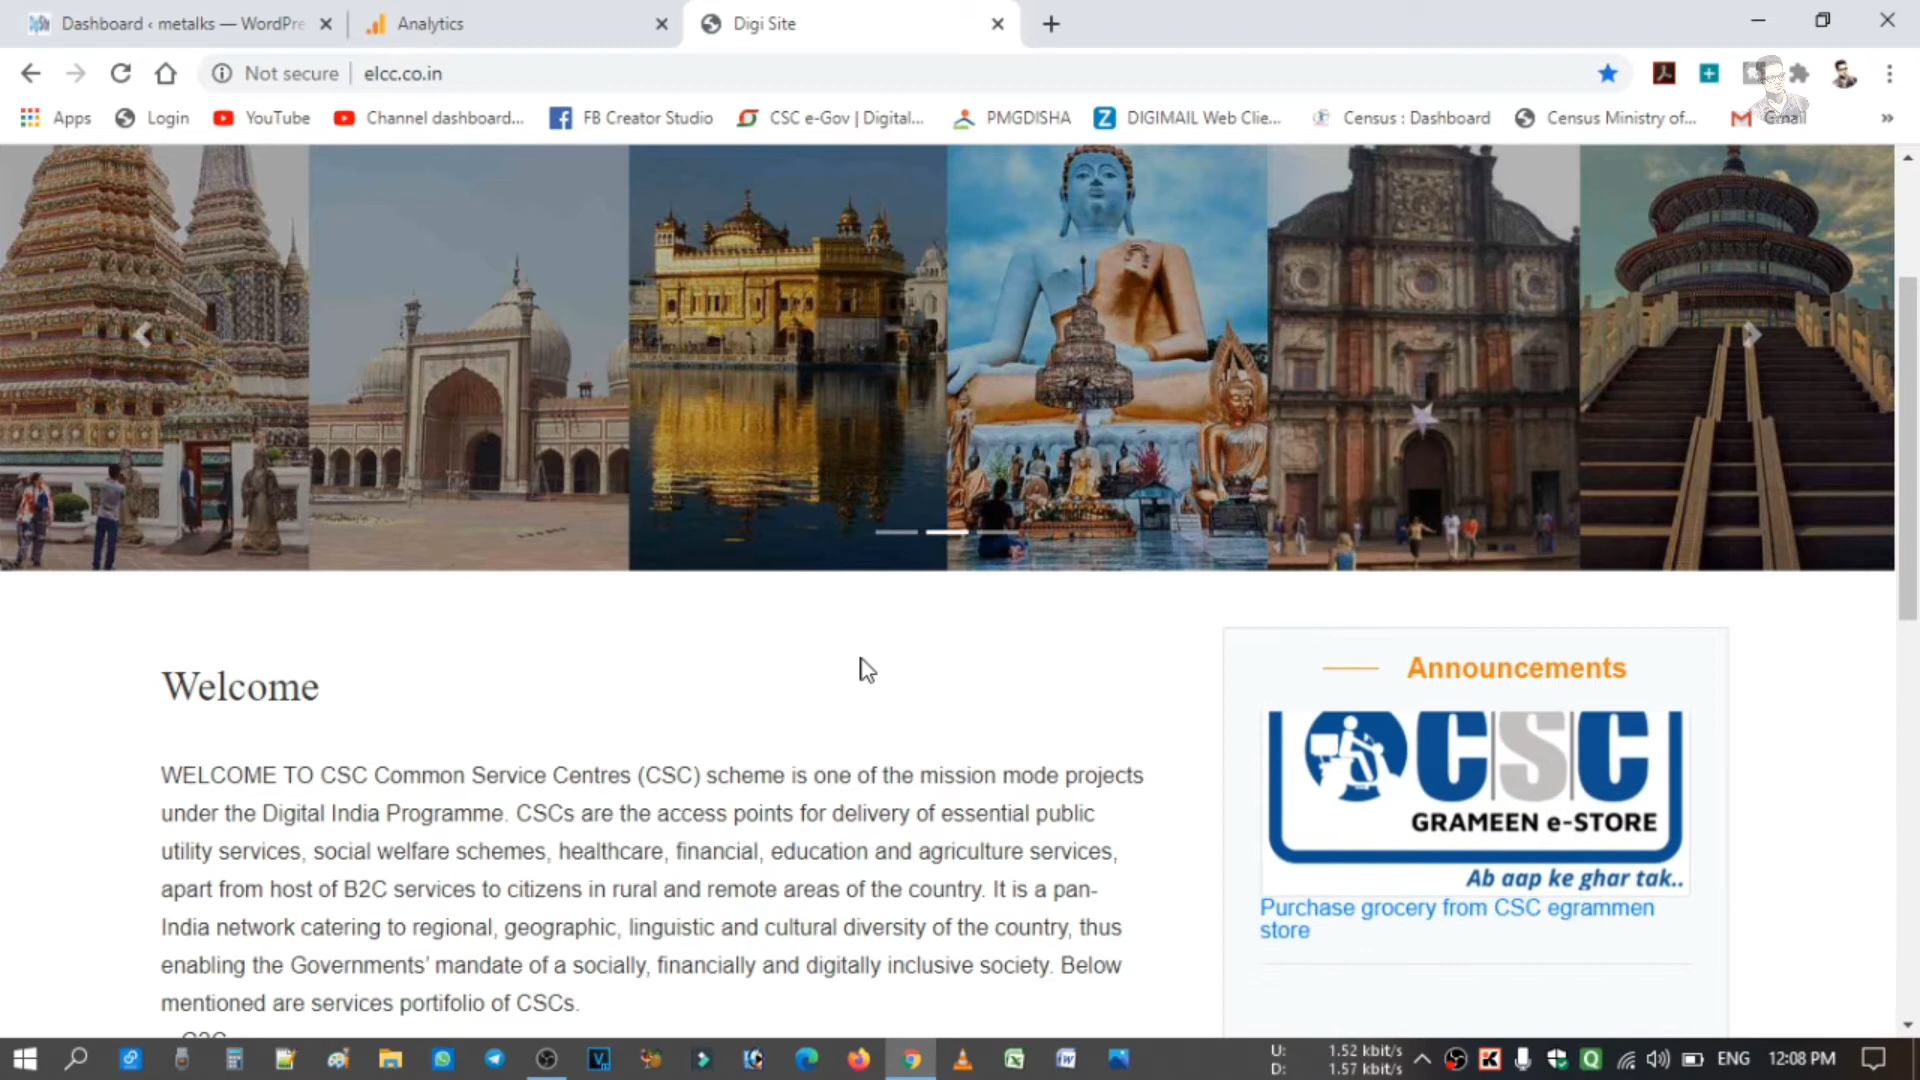 Dashboard ‹ metalks — WordPre
Analytics
Digi Site
Not secure
elcc.co.in
Apps
Login
YouTube
Channel dashboard...
FB Creator Studio
CSC e-Gov | Digital...
PMGDISHA
DIGIMAIL Web Clie...
Census : Dashboard
Census Ministry of...
Gmail
Welcome
WELCOME TO CSC Common Service Centres (CSC) scheme is one of the mission mode projects
under the Digital India Programme. CSCs are the access points for delivery of essential public
utility services, social welfare schemes, healthcare, financial, education and agriculture services,
apart from host of B2C services to citizens in rural and remote areas of the country. It is a pan-
India network catering to regional, geographic, linguistic and cultural diversity of the country, thus
enabling the Governments’ mandate of a socially, financially and digitally inclusive society. Below
mentioned are services portifolio of CSCs.
Announcements
CSC
GRAMEEN e-STORE
Ab aap ke ghar tak..
Purchase grocery from CSC egrammen
store
U: 1.52 kbit/s
D: 1.57 kbit/s
ENG
12:08 PM